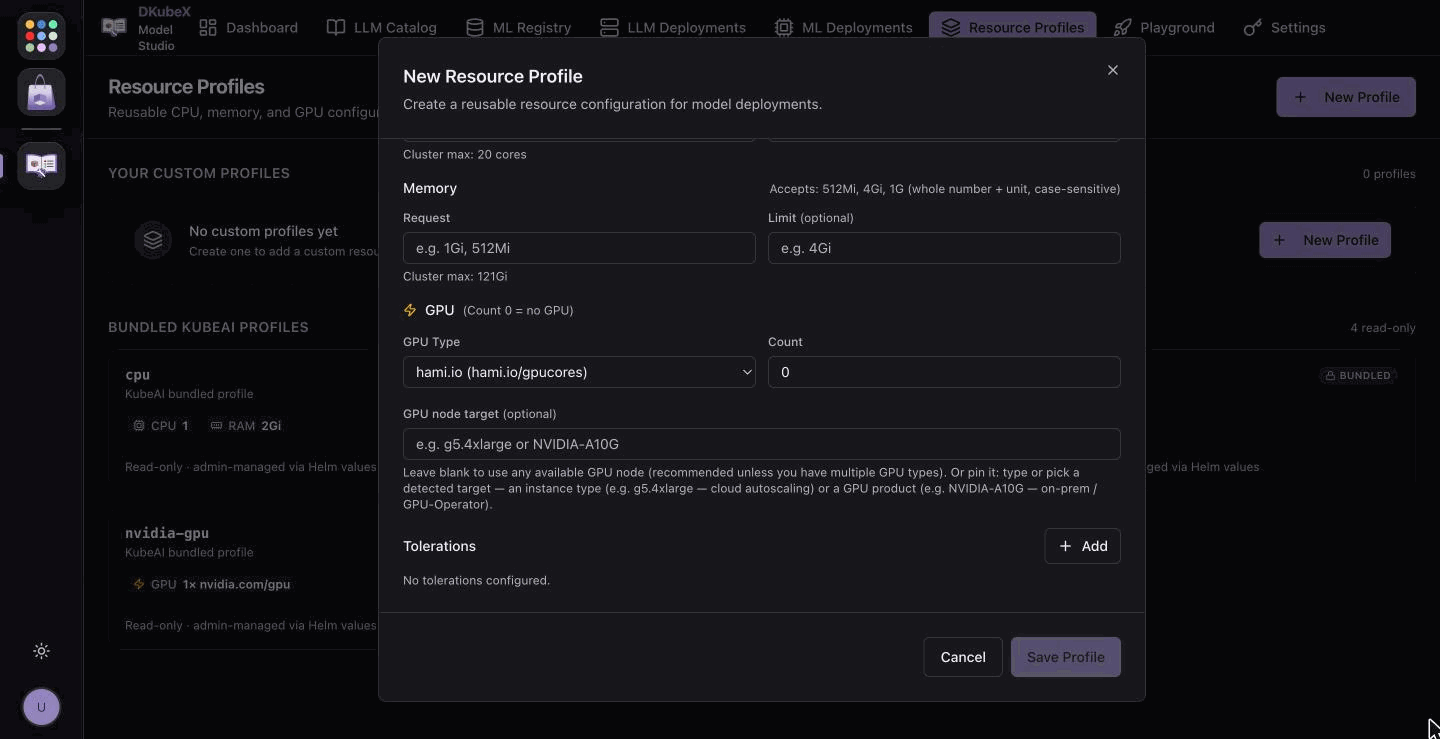 DKubeX
Model
Studio
Dashboard
LLM Catalog
ML Registry
LLM Deployments
ML Deployments
Resource Profiles
Playground
Settings
Resource Profiles
Reusable CPU, memory, and GPU configur
New Profile
YOUR CUSTOM PROFILES
0 profiles
No custom profiles yet
Create one to add a custom resou
New Profile
BUNDLED KUBEAI PROFILES
4 read-only
cpu
KubeAI bundled profile
CPU 1
RAM 2Gi
Read-only · admin-managed via Helm values
BUNDLED
ged via Helm values
nvidia-gpu
KubeAI bundled profile
GPU 1× nvidia.com/gpu
Read-only · admin-managed via Helm values
U
New Resource Profile
Create a reusable resource configuration for model deployments.
Cluster max: 20 cores
Memory
Accepts: 512Mi, 4Gi, 1G (whole number + unit, case-sensitive)
Request
Limit (optional)
e.g. 1Gi, 512Mi
e.g. 4Gi
Cluster max: 121Gi
GPU (Count 0 = no GPU)
GPU Type
Count
hami.io (hami.io/gpucores)
0
GPU node target (optional)
e.g. g5.4xlarge or NVIDIA-A10G
Leave blank to use any available GPU node (recommended unless you have multiple GPU types). Or pin it: type or pick a
detected target — an instance type (e.g. g5.4xlarge — cloud autoscaling) or a GPU product (e.g. NVIDIA-A10G — on-prem /
GPU-Operator).
Tolerations
Add
No tolerations configured.
Cancel
Save Profile